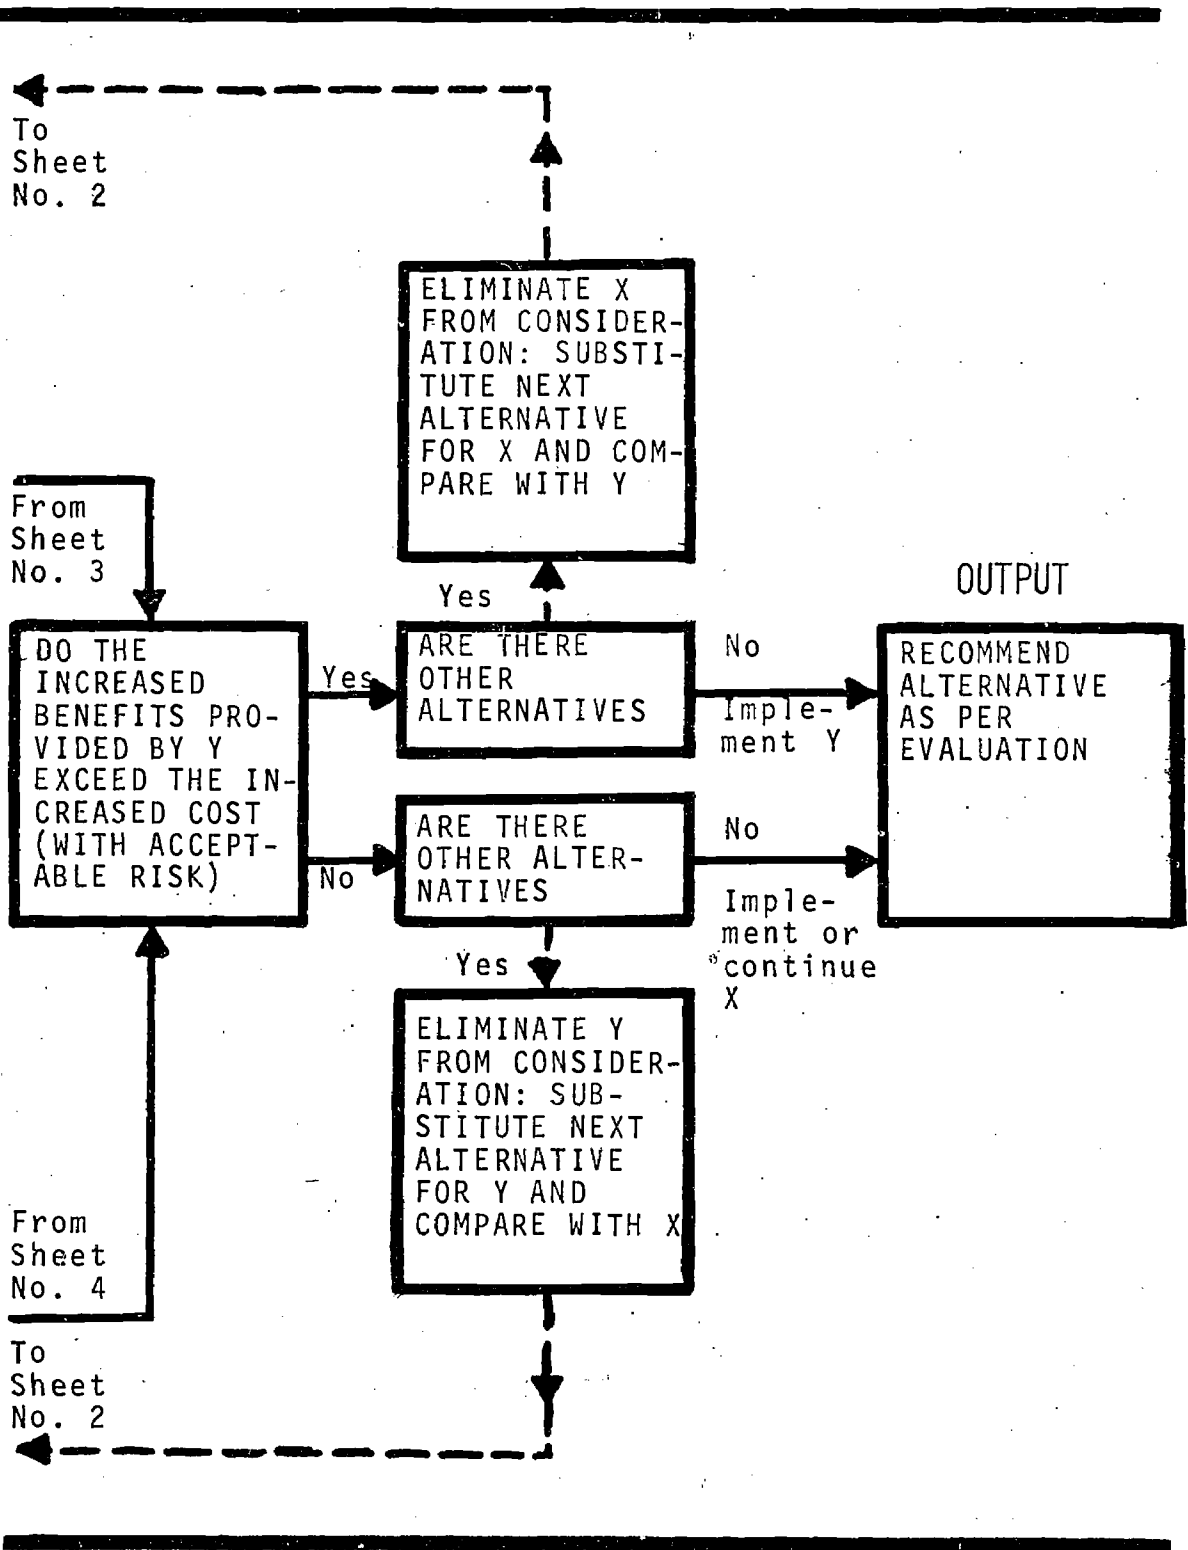 To
Sheet
No. 2
ELIMINATE X
FROM CONSIDER-
ATION: SUBSTI-
TUTE NEXT
ALTERNATIVE
FOR X AND COM-
PARE WITH Y
From
Sheet
No. 3
Yes
OUTPUT
DO THE
INCREASED
BENEFITS PRO-
VIDED BY Y
EXCEED THE IN-
CREASED COST
(WITH ACCEPT-
ABLE RISK)
Yes
ARE THERE
OTHER
ALTERNATIVES
No
Imple-
ment Y
RECOMMEND
ALTERNATIVE
AS PER
EVALUATION
No
ARE THERE
OTHER ALTER-
NATIVES
No
Imple-
ment or
continue
X
Yes
ELIMINATE Y
FROM CONSIDER-
ATION: SUB-
STITUTE NEXT
ALTERNATIVE
FOR Y AND
COMPARE WITH X
From
Sheet
No. 4
To
Sheet
No. 2